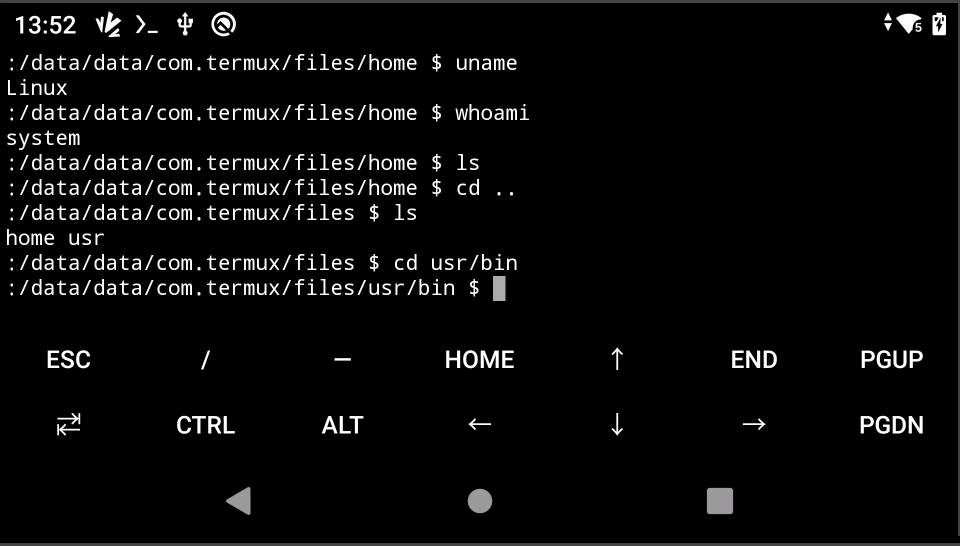 13:52
5
:/data/data/com.termux/files/home $ uname
Linux
:/data/data/com.termux/files/home $ whoami
system
:/data/data/com.termux/files/home $ ls
:/data/data/com.termux/files/home $ cd ..
:/data/data/com.termux/files $ ls
home usr
:/data/data/com.termux/files $ cd usr/bin
:/data/data/com.termux/files/usr/bin $
ESC / — HOME ↑ END PGUP
CTRL ALT ← ↓ → PGDN